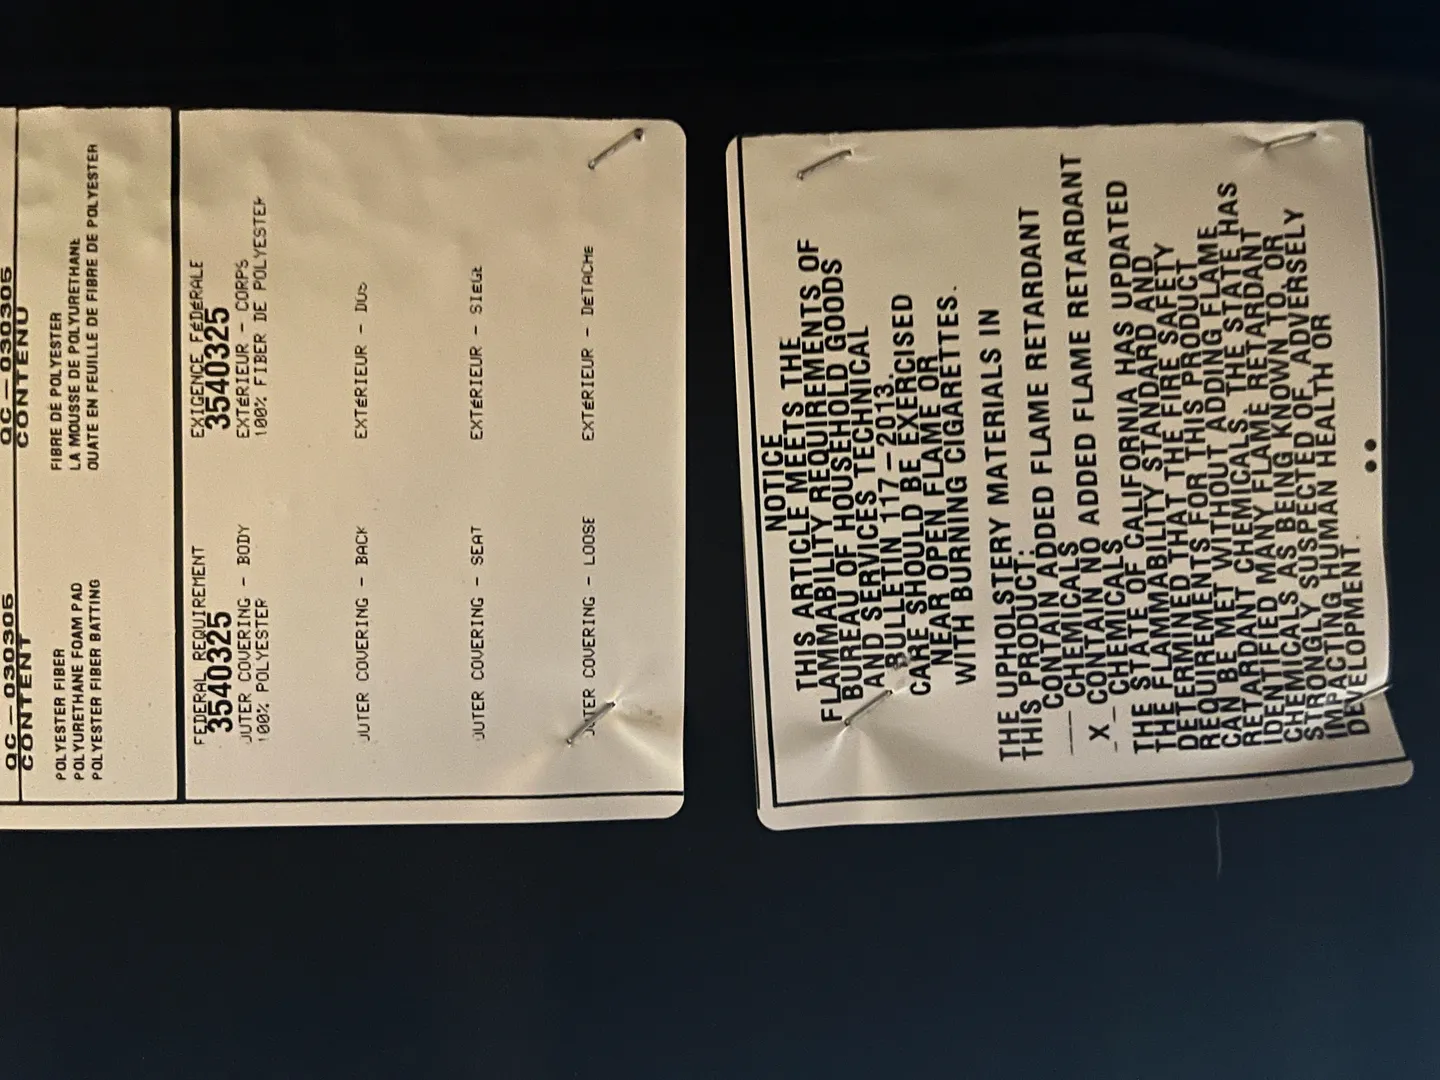 QC-030305
CONTENT
POLYESTER FIBER
POLYURETHANE FOAM PAD
POLYESTER FIBER BATTING
QC-030305
CONTENU
FIBRE DE POLYESTER
LA MOUSSE DE POLYURETHANE
OUATE EN FEUILLE DE FIBRE DE POLYESTER
FEDERAL REQUIREMENT
3540325
OUTER COVERING - BODY
100% POLYESTER
OUTER COVERING - BACK
OUTER COVERING - SEAT
OUTER COVERING - LOOSE
EXIGENCE FÉDÉRALE
3540325
EXTÉRIEUR - CORPS
100% FIBER DE POLYESTER
EXTÉRIEUR - DOS
EXTÉRIEUR - SIEGE
EXTÉRIEUR - DÉTACHE
NOTICE
THIS ARTICLE MEETS THE
FLAMMABILITY REQUIREMENTS OF
BUREAU OF HOUSEHOLD GOODS
AND SERVICES TECHNICAL
BULLETIN 117-2013.
CARE SHOULD BE EXERCISED
NEAR OPEN FLAME OR
WITH BURNING CIGARETTES.
THE UPHOLSTERY MATERIALS IN
THIS PRODUCT:
CONTAIN ADDED FLAME RETARDANT
___ CHEMICALS
CONTAIN NO ADDED FLAME RETARDANT
_X_ CHEMICALS
THE STATE OF CALIFORNIA HAS UPDATED
THE FLAMMABILITY STANDARD AND
DETERMINED THAT THE FIRE SAFETY
REQUIREMENTS FOR THIS PRODUCT
CAN BE MET WITHOUT ADDING FLAME
RETARDANT CHEMICALS. THE STATE HAS
IDENTIFIED MANY FLAME RETARDANT
CHEMICALS AS BEING KNOWN TO, OR
STRONGLY SUSPECTED OF, ADVERSELY
IMPACTING HUMAN HEALTH OR
DEVELOPMENT.